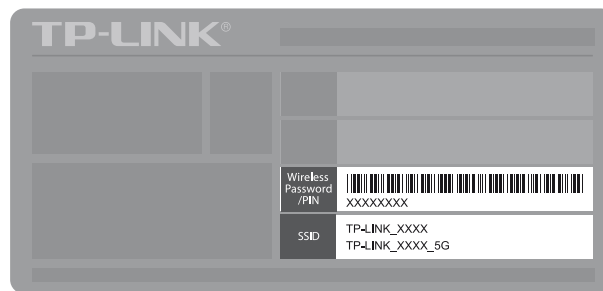 TP-LINK®
Wireless
Password
/PIN
XXXXXXXX
SSID
TP-LINK_XXXX
TP-LINK_XXXX_5G